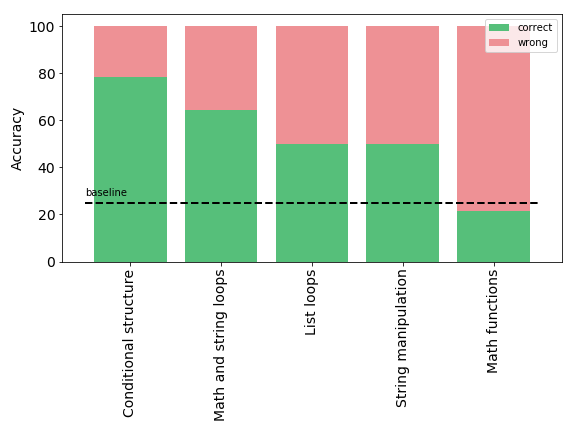 100
80
60
40
20
0
Accuracy
correct
wrong
baseline
Conditional structure
Math and string loops
List loops
String manipulation
Math functions